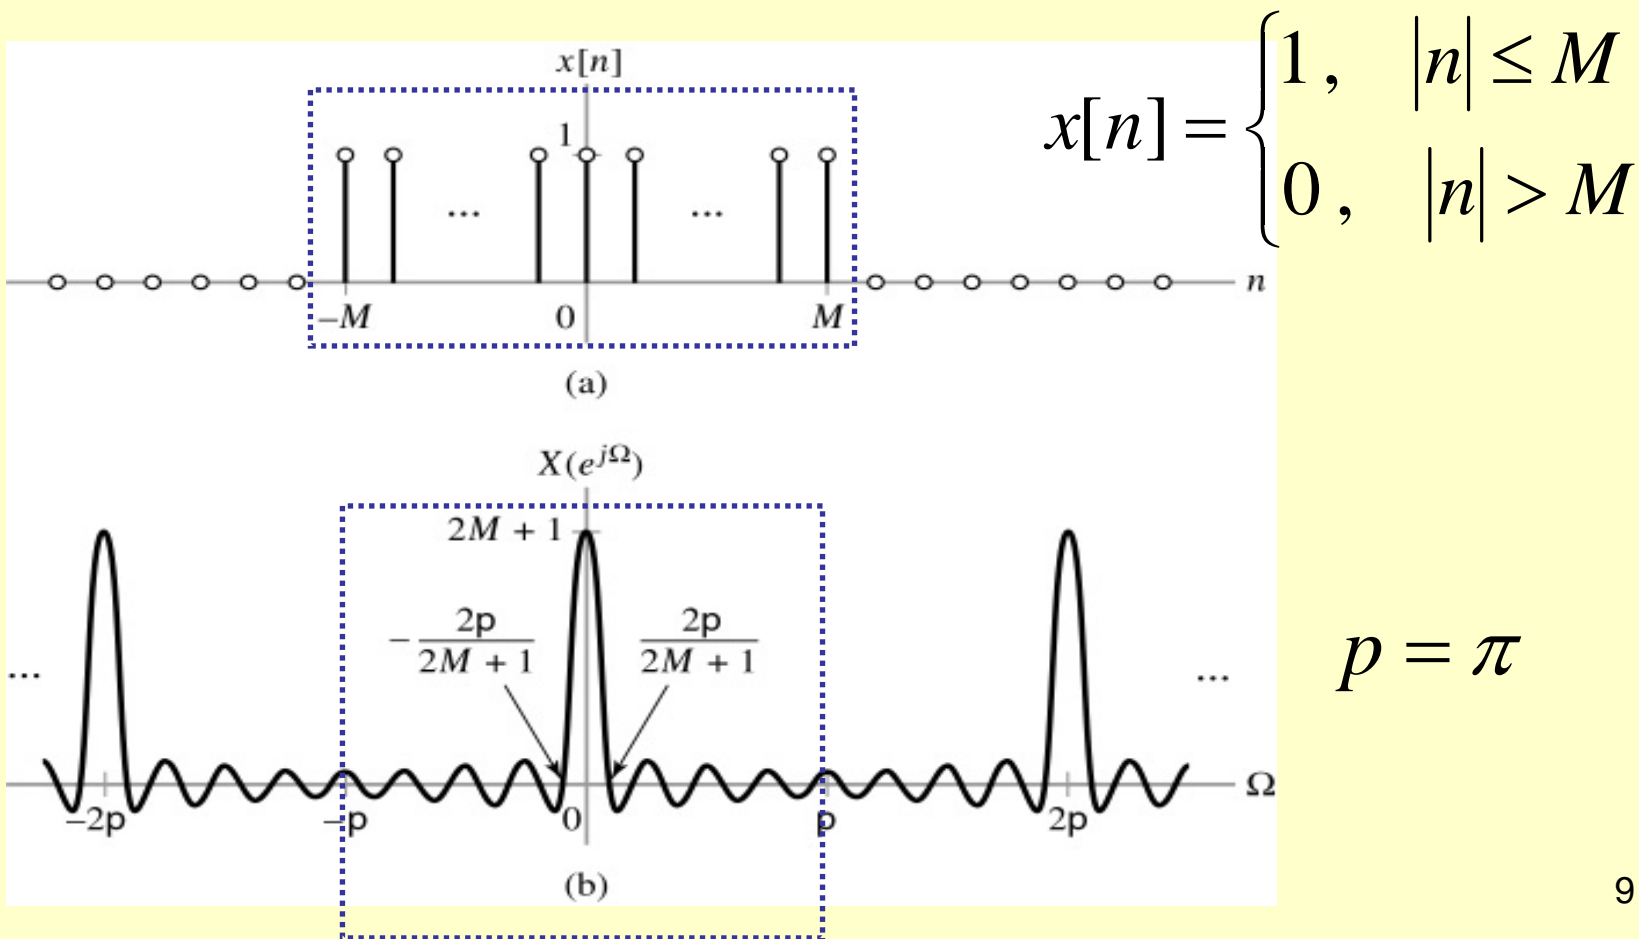 x[n]
1
... ...
n
−M 0 M
(a)
x[n] = { 1 , |n| ≤ M
0 , |n| > M
X(e^{jΩ})
2M + 1
− 2p / 2M + 1
2p / 2M + 1
... ...
Ω
−2p −p 0 p 2p
(b)
p = π
9